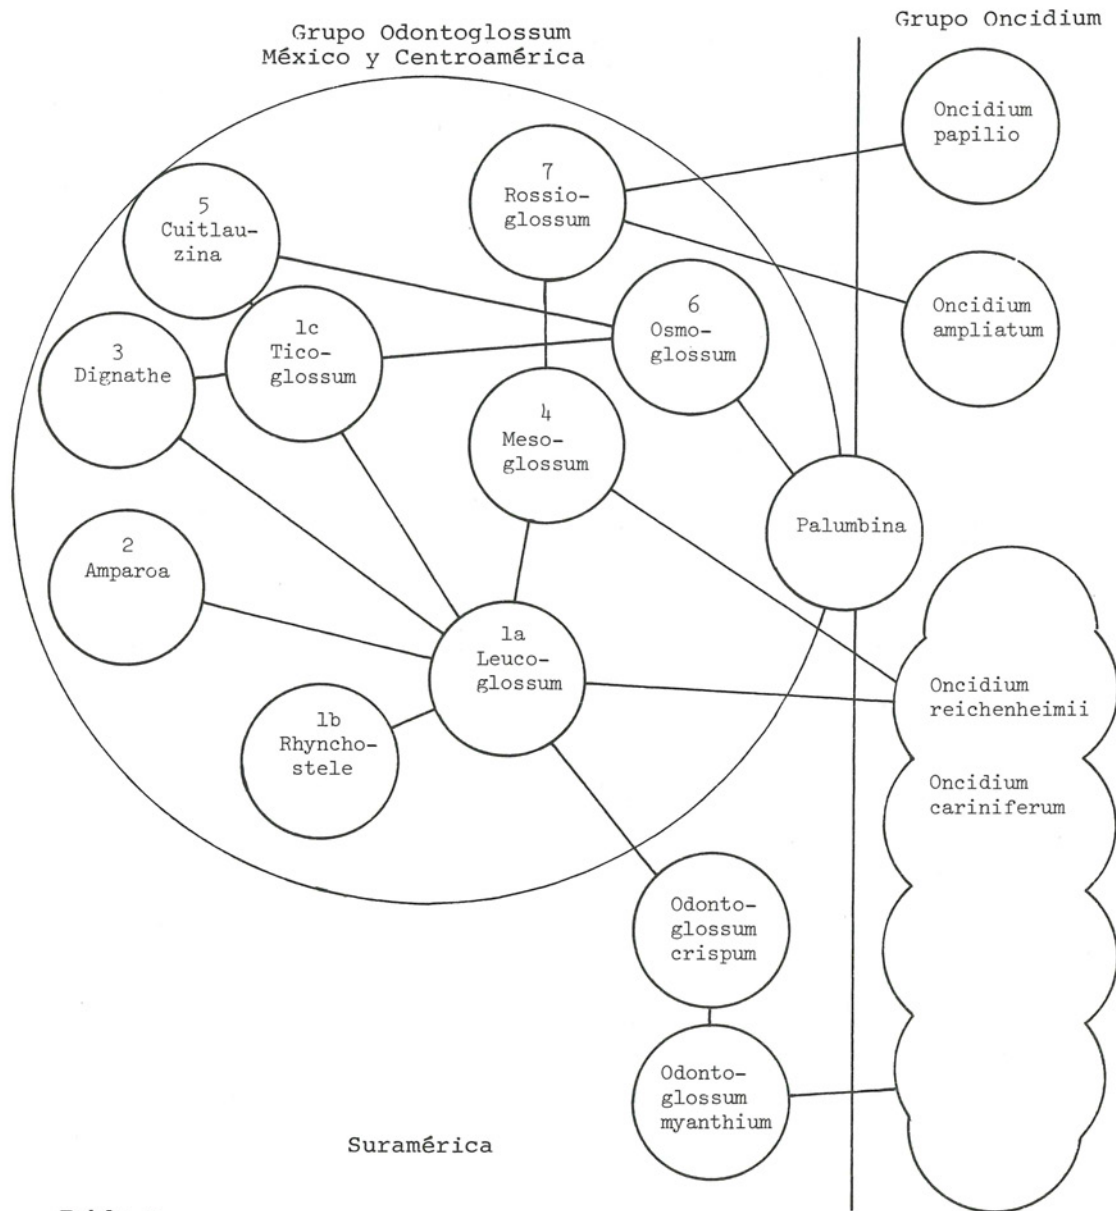 Grupo Odontoglossum
México y Centroamérica
Grupo Oncidium
Oncidium
papilio
7
Rossio-
glossum
5
Cuitlau-
zina
Oncidium
ampliatum
6
Osmo-
glossum
1c
Tico-
glossum
3
Dignathe
4
Meso-
glossum
Palumbina
2
Amparoa
1a
Leuco-
glossum
Oncidium
reichenheimii
1b
Rhyncho-
stele
Oncidium
cariniferum
Odonto-
glossum
crispum
Odonto-
glossum
myanthium
Suramérica